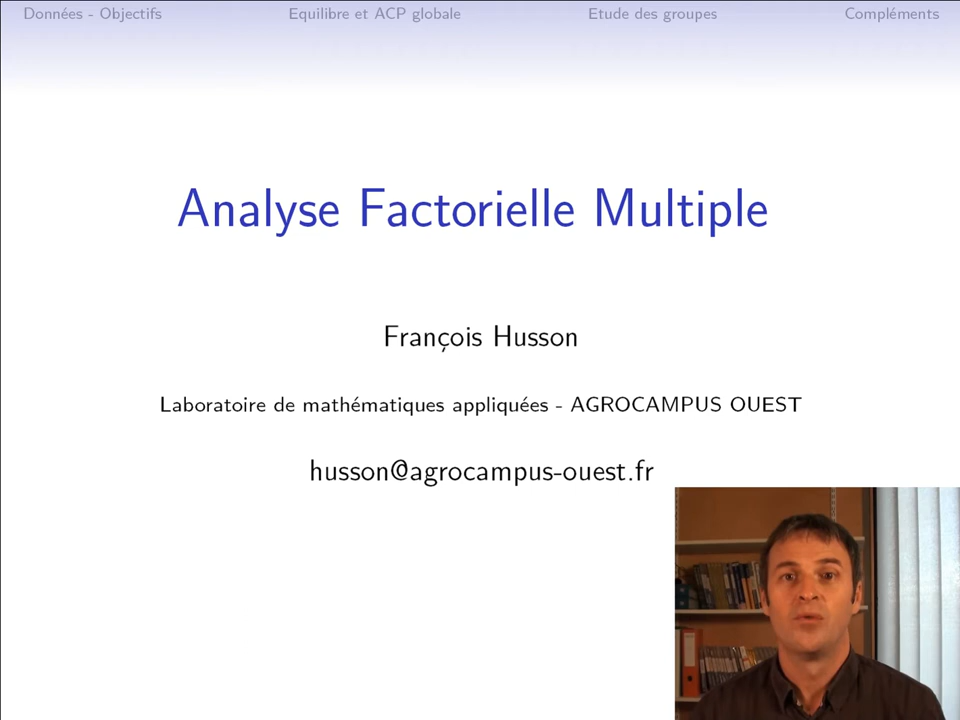 Données - Objectifs Equilibre et ACP globale Etude des groupes Compléments
Analyse Factorielle Multiple
François Husson
Laboratoire de mathématiques appliquées - AGROCAMPUS OUEST
husson@agrocampus-ouest.fr